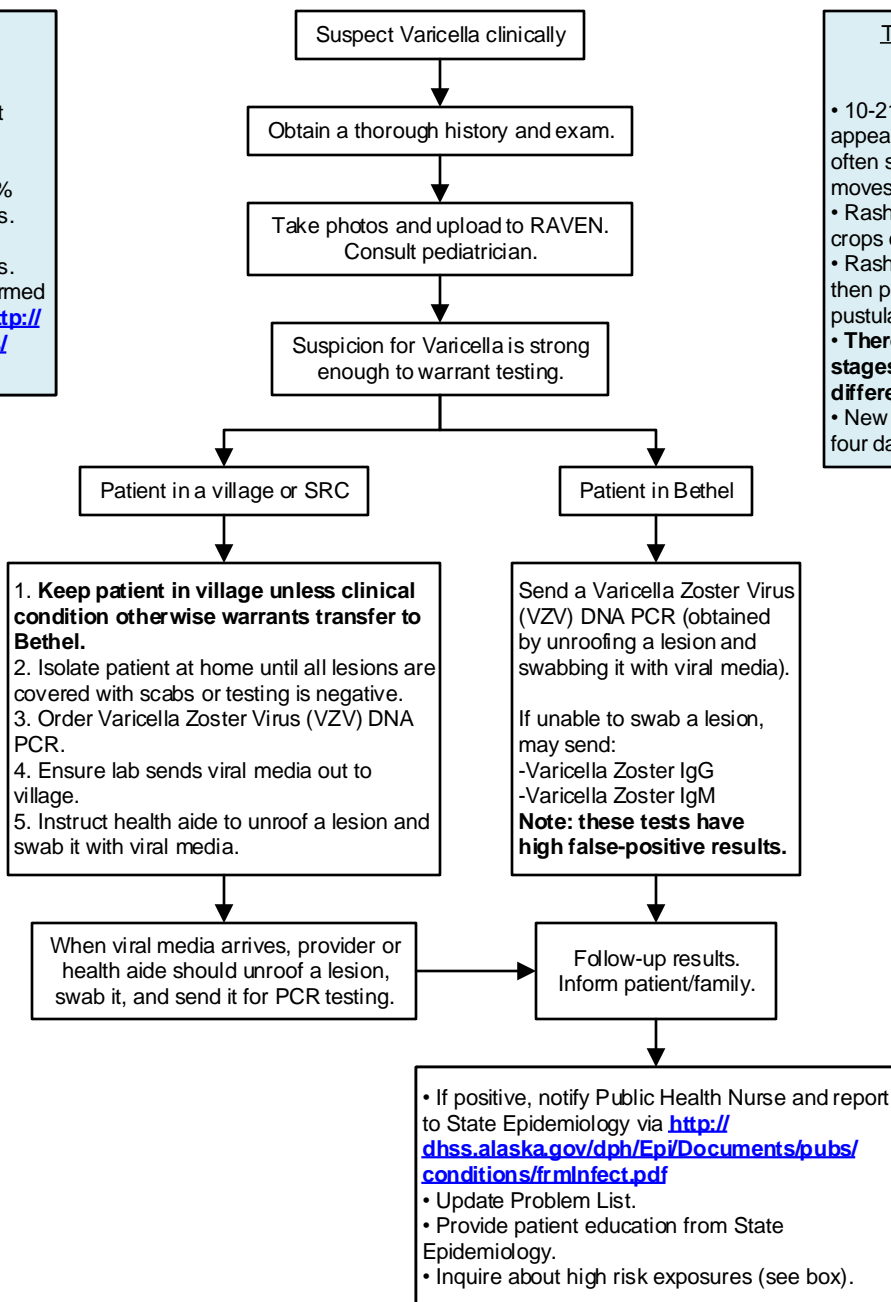 Suspect Varicella clinically
Obtain a thorough history and exam.
Take photos and upload to RAVEN.
Consult pediatrician.
Suspicion for Varicella is strong
enough to warrant testing.
%
s.
s.
rmed
tp://
/
• 10-21
appea
often s
moves
• Rash
crops
• Rash
then p
pustula
• There
stages
differe
• New
four da
Patient in a village or SRC
Patient in Bethel
1. Keep patient in village unless clinical
condition otherwise warrants transfer to
Bethel.
2. Isolate patient at home until all lesions are
covered with scabs or testing is negative.
3. Order Varicella Zoster Virus (VZV) DNA
PCR.
4. Ensure lab sends viral media out to
village.
5. Instruct health aide to unroof a lesion and
swab it with viral media.
Send a Varicella Zoster Virus
(VZV) DNA PCR (obtained
by unroofing a lesion and
swabbing it with viral media).
If unable to swab a lesion,
may send:
-Varicella Zoster IgG
-Varicella Zoster IgM
Note: these tests have
high false-positive results.
When viral media arrives, provider or
health aide should unroof a lesion,
swab it, and send it for PCR testing.
Follow-up results.
Inform patient/family.
• If positive, notify Public Health Nurse and report
to State Epidemiology via http://
dhss.alaska.gov/dph/Epi/Documents/pubs/
conditions/frmInfect.pdf
• Update Problem List.
• Provide patient education from State
Epidemiology.
• Inquire about high risk exposures (see box).